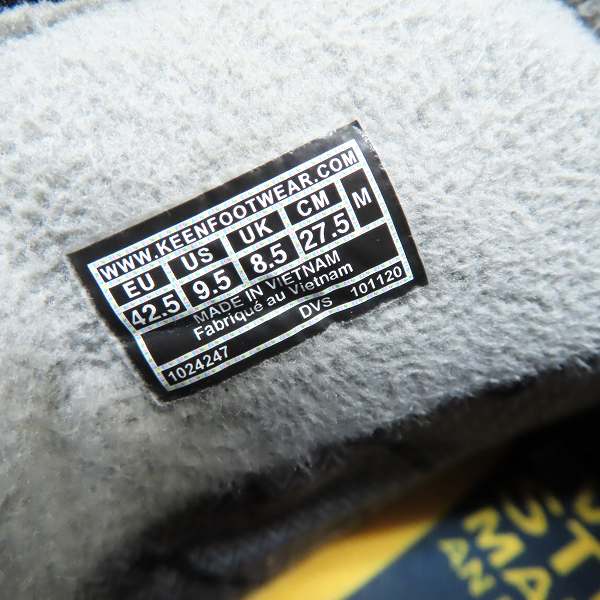 WWW.KEENFOOTWEAR.COM
EU US UK CM M
42.5 9.5 8.5 27.5
MADE IN VIETNAM
Fabriqué au Vietnam
1024247 DVS 101120